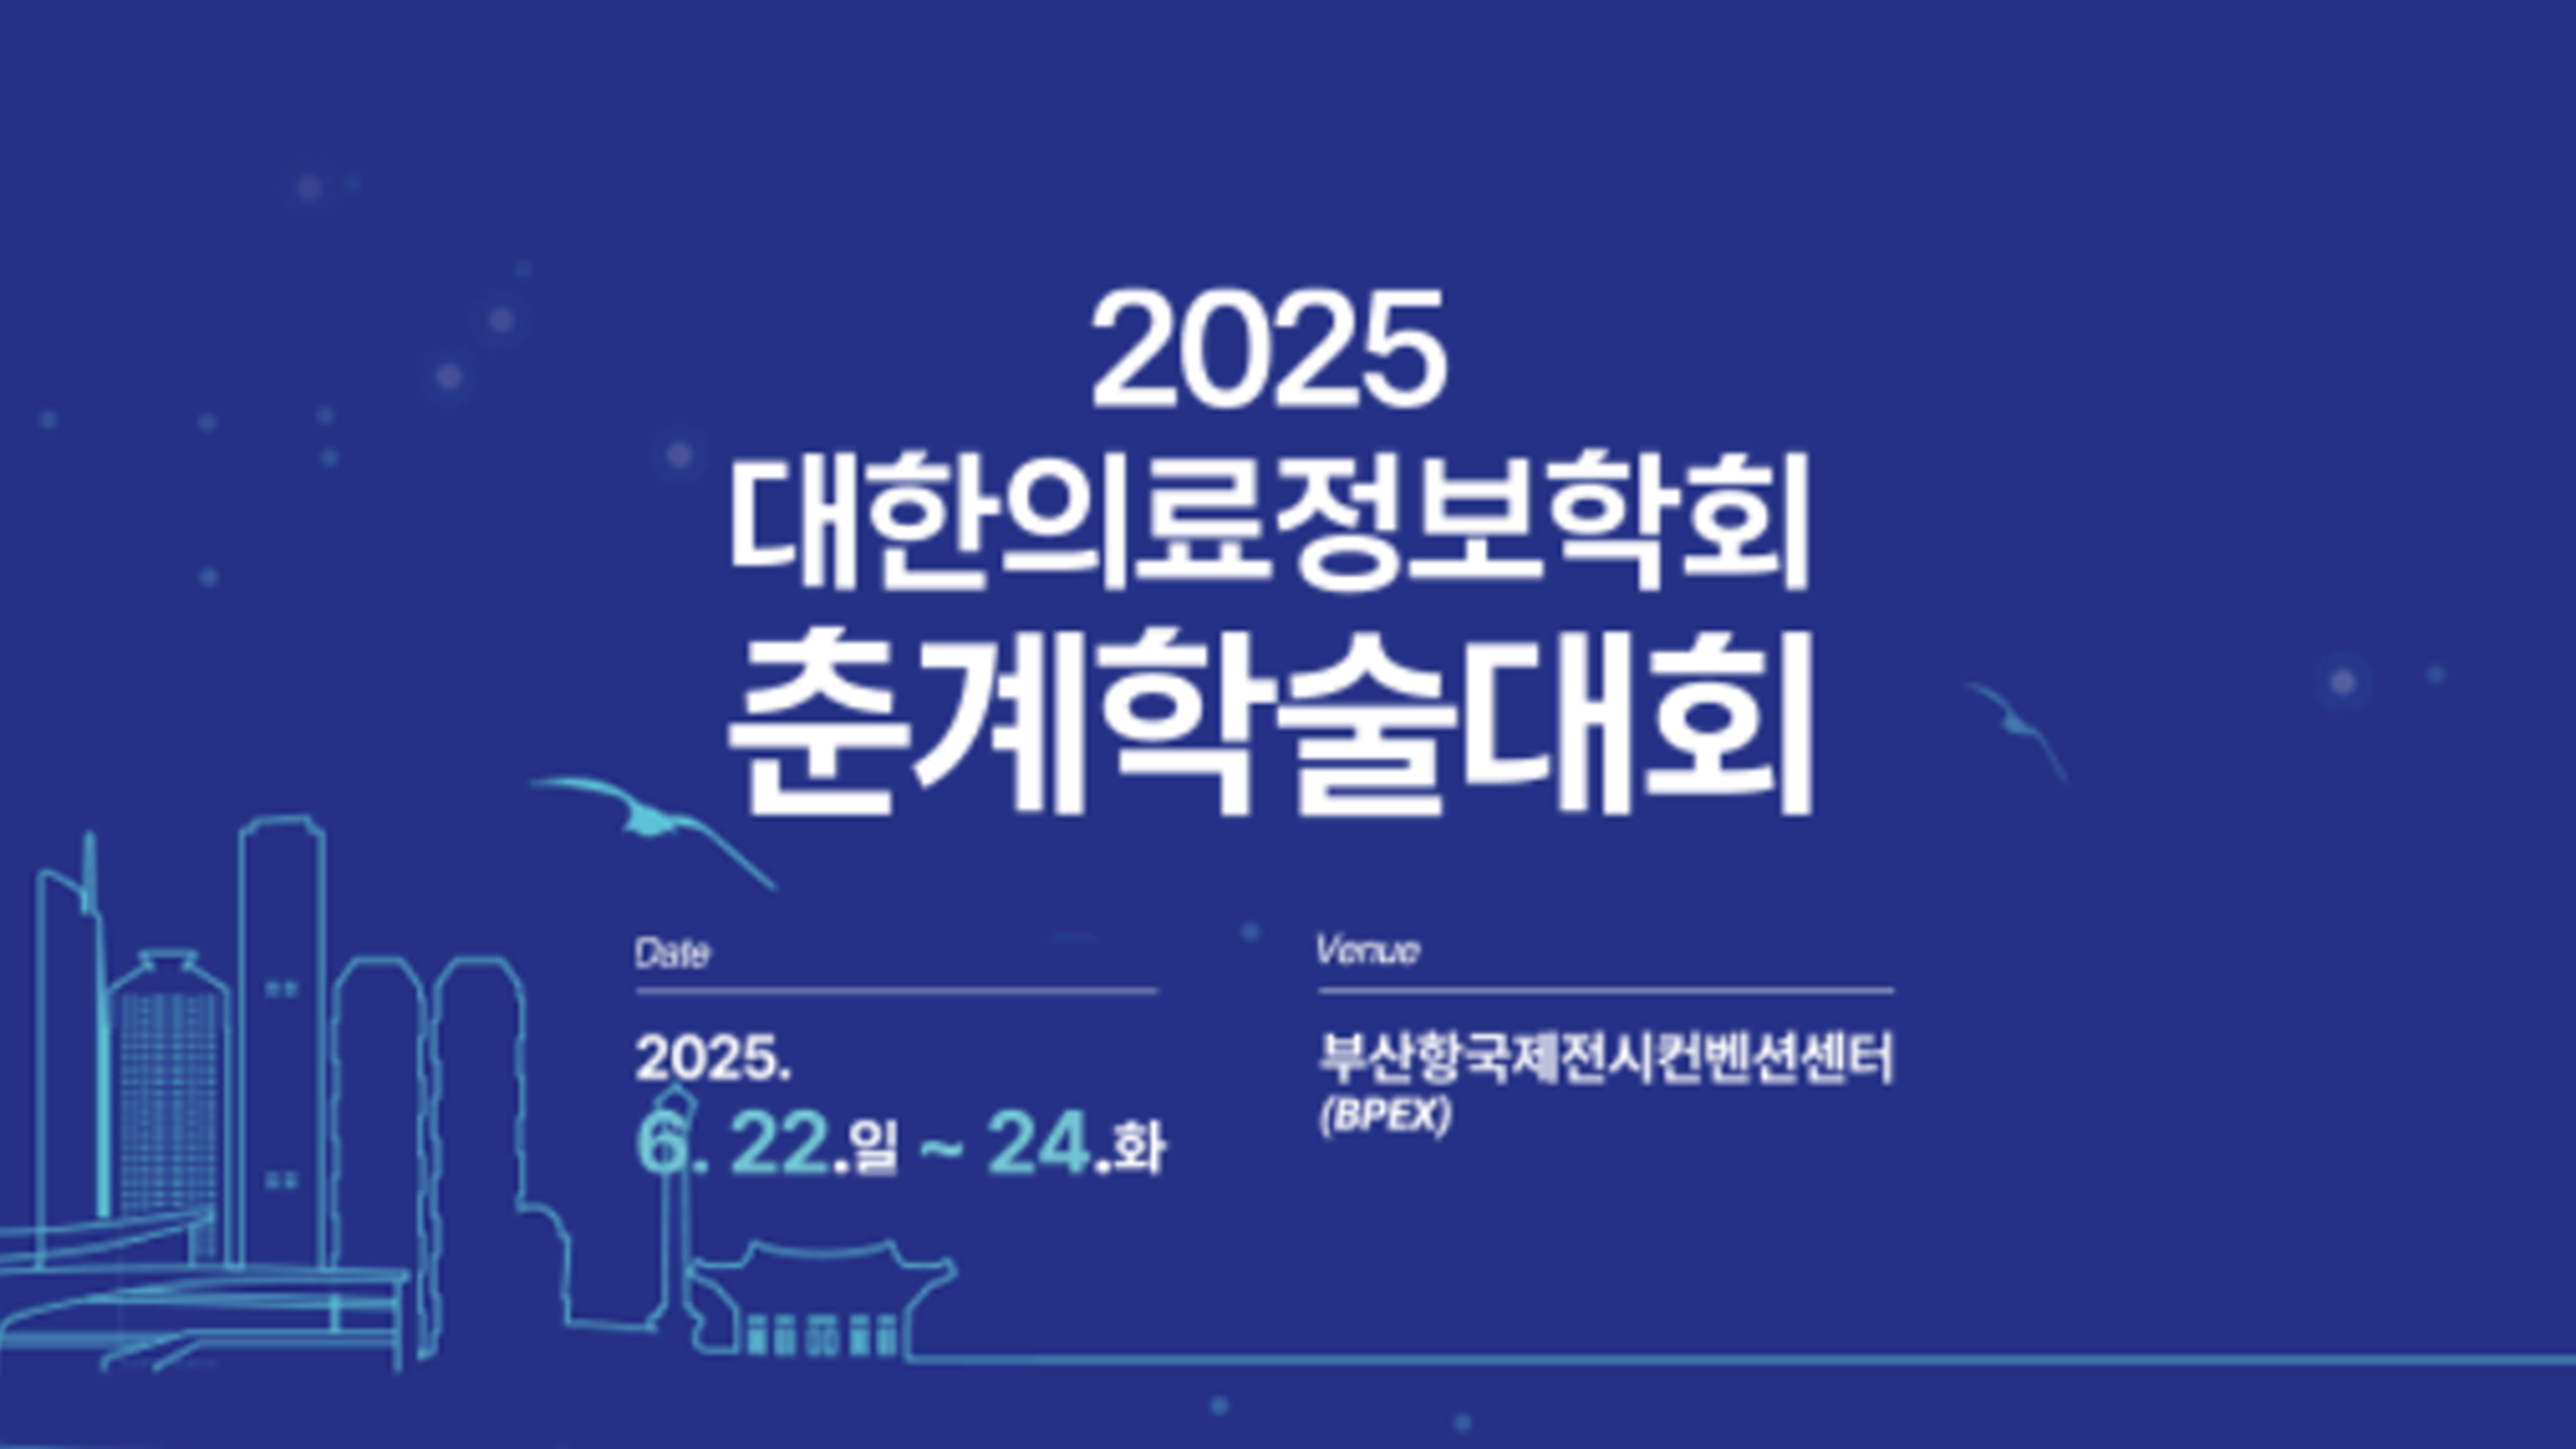 2025
대한의료정보학회
춘계학술대회
Date
2025.
6. 22.일 ~ 24.화
Venue
부산항국제전시컨벤션센터
(BPEX)